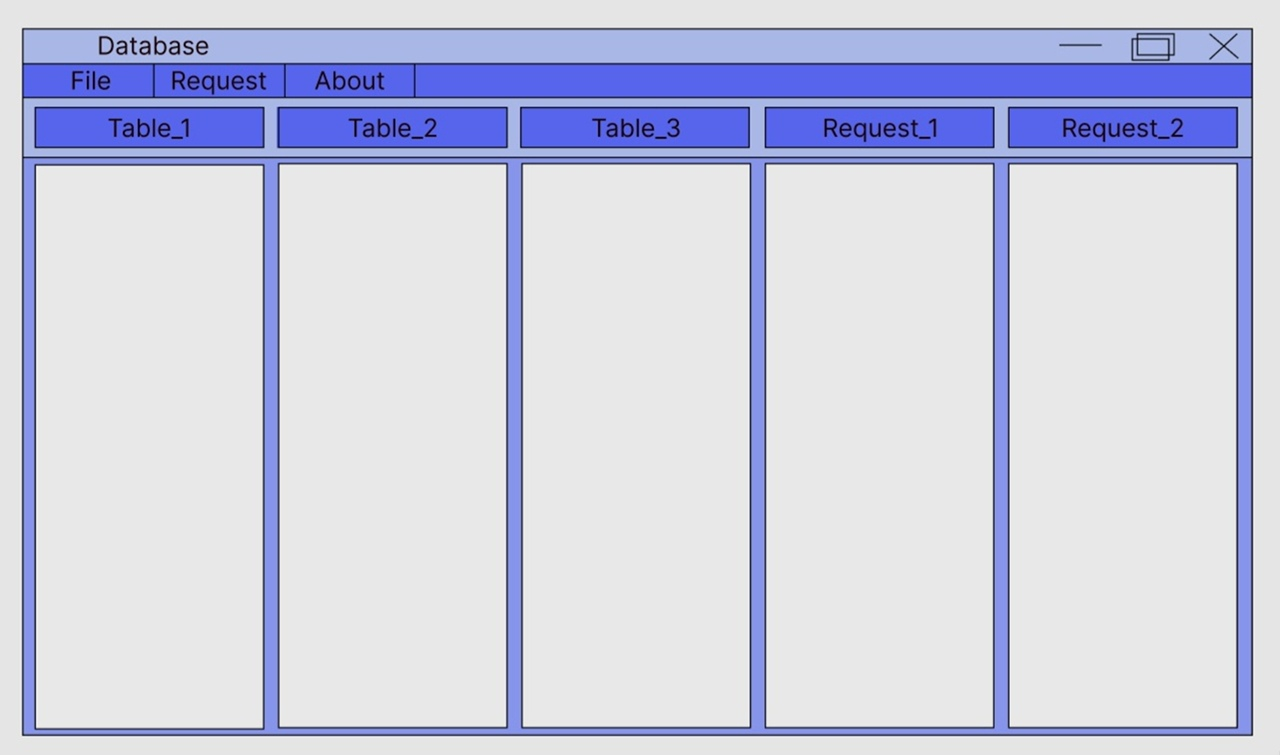 Database
File Request About
Table_1 Table_2 Table_3 Request_1 Request_2